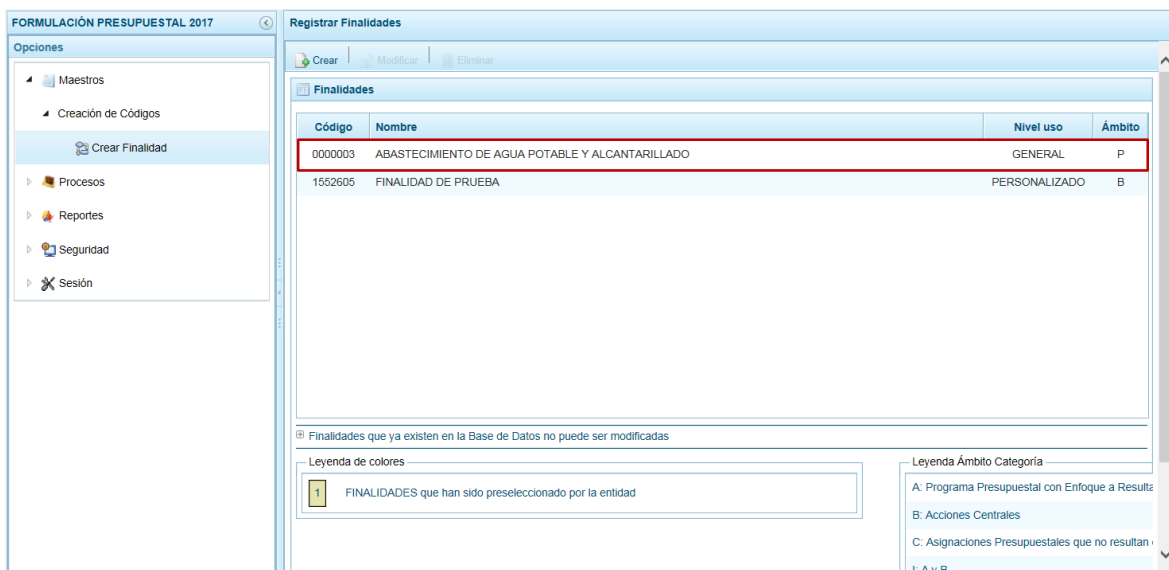 FORMULACIÓN PRESUPUESTAL 2017
Opciones
Maestros
Creación de Códigos
Crear Finalidad
Procesos
Reportes
Seguridad
Sesión
Registrar Finalidades
Crear Modificar Eliminar
Finalidades
Código Nombre Nivel uso Ámbito
0000003 ABASTECIMIENTO DE AGUA POTABLE Y ALCANTARILLADO GENERAL P
1552605 FINALIDAD DE PRUEBA PERSONALIZADO B
Finalidades que ya existen en la Base de Datos no puede ser modificadas
Leyenda de colores
1 FINALIDADES que han sido preseleccionado por la entidad
Leyenda Ámbito Categoría
A: Programa Presupuestal con Enfoque a Resulta
B: Acciones Centrales
C: Asignaciones Presupuestales que no resultan
I: A y B